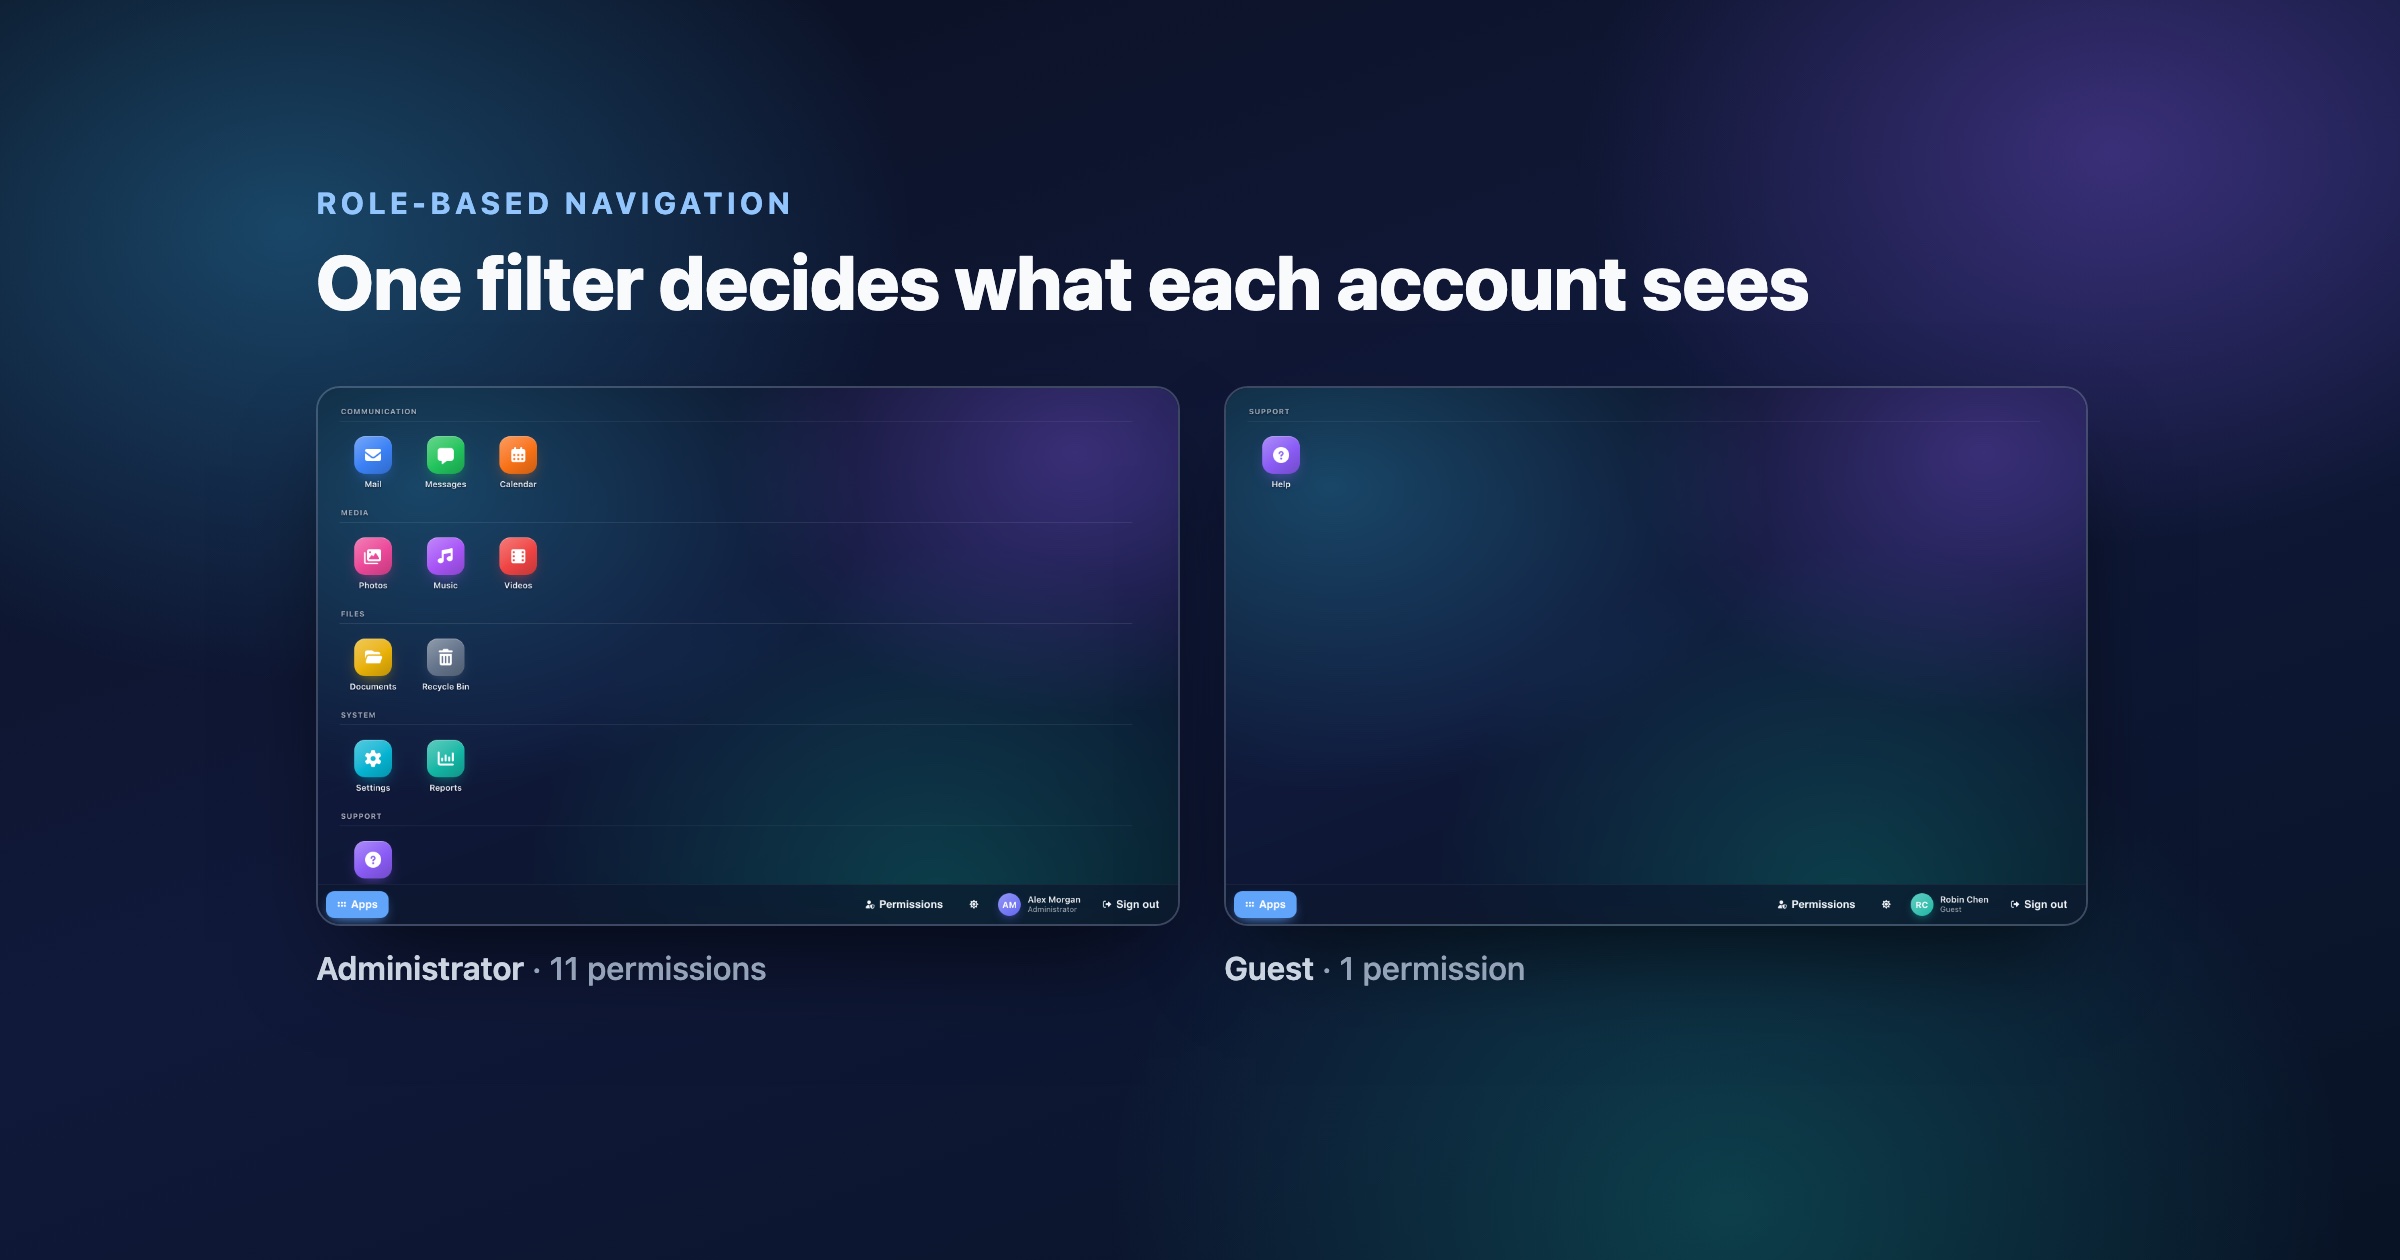 ROLE-BASED NAVIGATION
One filter decides what each account sees
COMMUNICATION
Mail Messages Calendar
MEDIA
Photos Music Videos
FILES
Documents Recycle Bin
SYSTEM
Settings Reports
SUPPORT
Apps Permissions AM Alex Morgan Sign out
Administrator
Administrator · 11 permissions
SUPPORT
Help
Apps Permissions RC Robin Chen Sign out
Guest
Guest · 1 permission